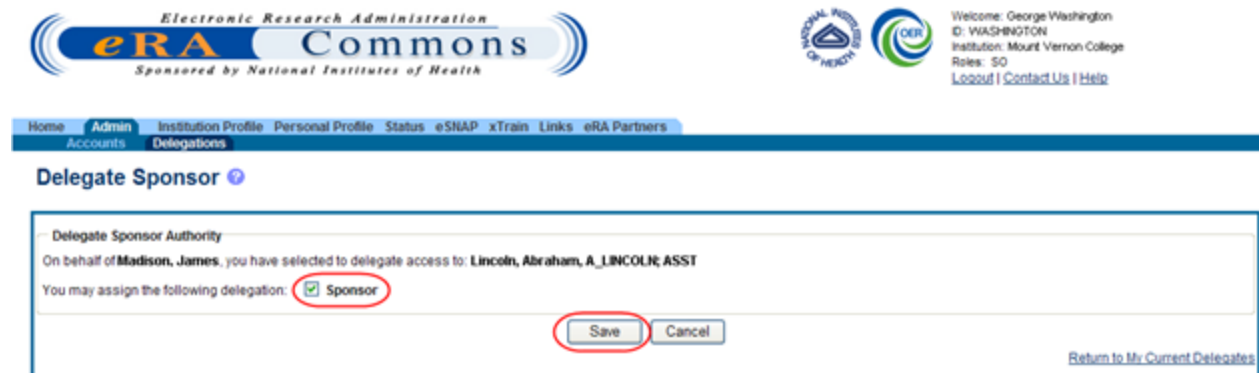 Electronic Research Administration
eRA Commons
Sponsored by National Institutes of Health
NATIONAL INSTITUTES OF HEALTH
OER
Welcome: George Washington
ID: WASHINGTON
Institution: Mount Vernon College
Roles: SO
Logout | Contact Us | Help
Home Admin Institution Profile Personal Profile Status eSNAP xTrain Links eRA Partners
Accounts Delegations
Delegate Sponsor ?
Delegate Sponsor Authority
On behalf of Madison, James, you have selected to delegate access to: Lincoln, Abraham, A_LINCOLN; ASST
You may assign the following delegation: Sponsor
Save Cancel
Return to My Current Delegates